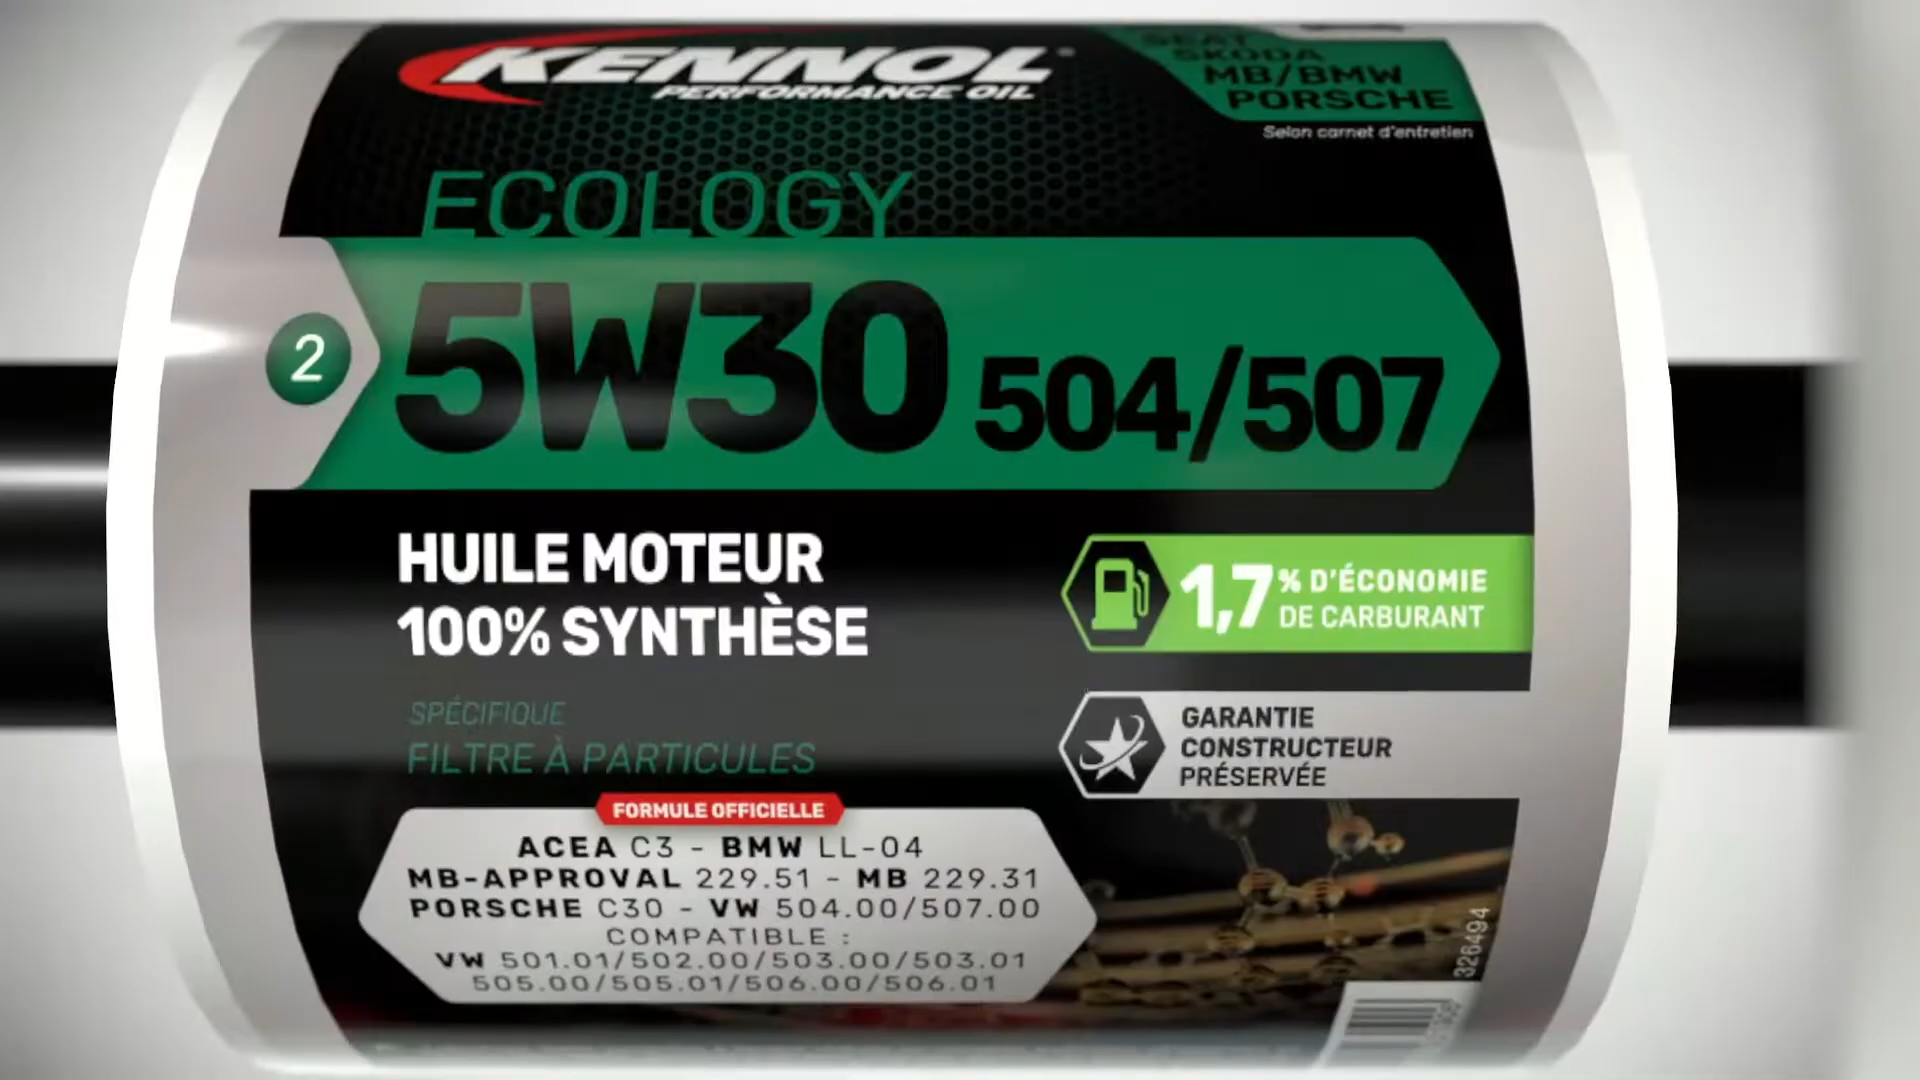 KENNOL
PERFORMANCE OIL
SEAT
SKODA
MB/BMW
PORSCHE
Selon carnet d'entretien
ECOLOGY
2
5W30 504/507
HUILE MOTEUR
100% SYNTHÈSE
1,7% D'ÉCONOMIE
DE CARBURANT
SPÉCIFIQUE
FILTRE À PARTICULES
GARANTIE
CONSTRUCTEUR
PRÉSERVÉE
FORMULE OFFICIELLE
ACEA C3 - BMW LL-04
MB-APPROVAL 229.51 - MB 229.31
PORSCHE C30 - VW 504.00/507.00
COMPATIBLE :
VW 501.01/502.00/503.00/503.01
505.00/505.01/506.00/506.01
326494